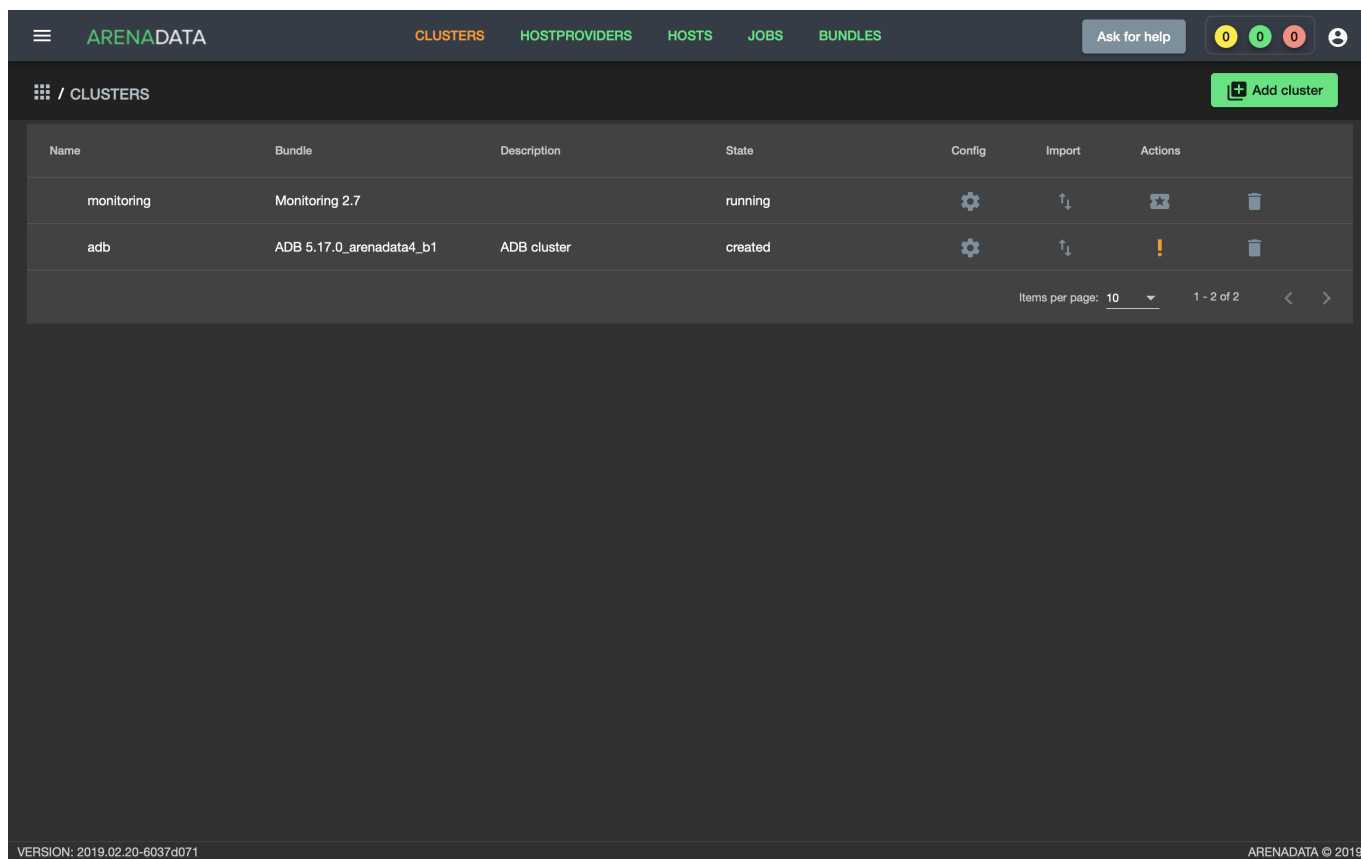 ARENADATA CLUSTERS HOSTPROVIDERS HOSTS JOBS BUNDLES Ask for help 0 0 0
/ CLUSTERS Add cluster
Name Bundle Description State Config Import Actions
monitoring Monitoring 2.7 running
adb ADB 5.17.0_arenadata4_b1 ADB cluster created
Items per page: 10 1 - 2 of 2
VERSION: 2019.02.20-6037d071 ARENADATA © 2019